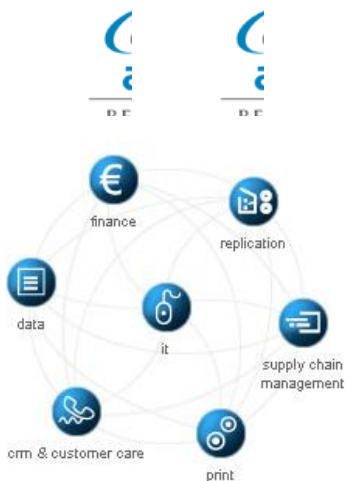 finance
replication
data
it
supply chain
management
crm & customer care
print